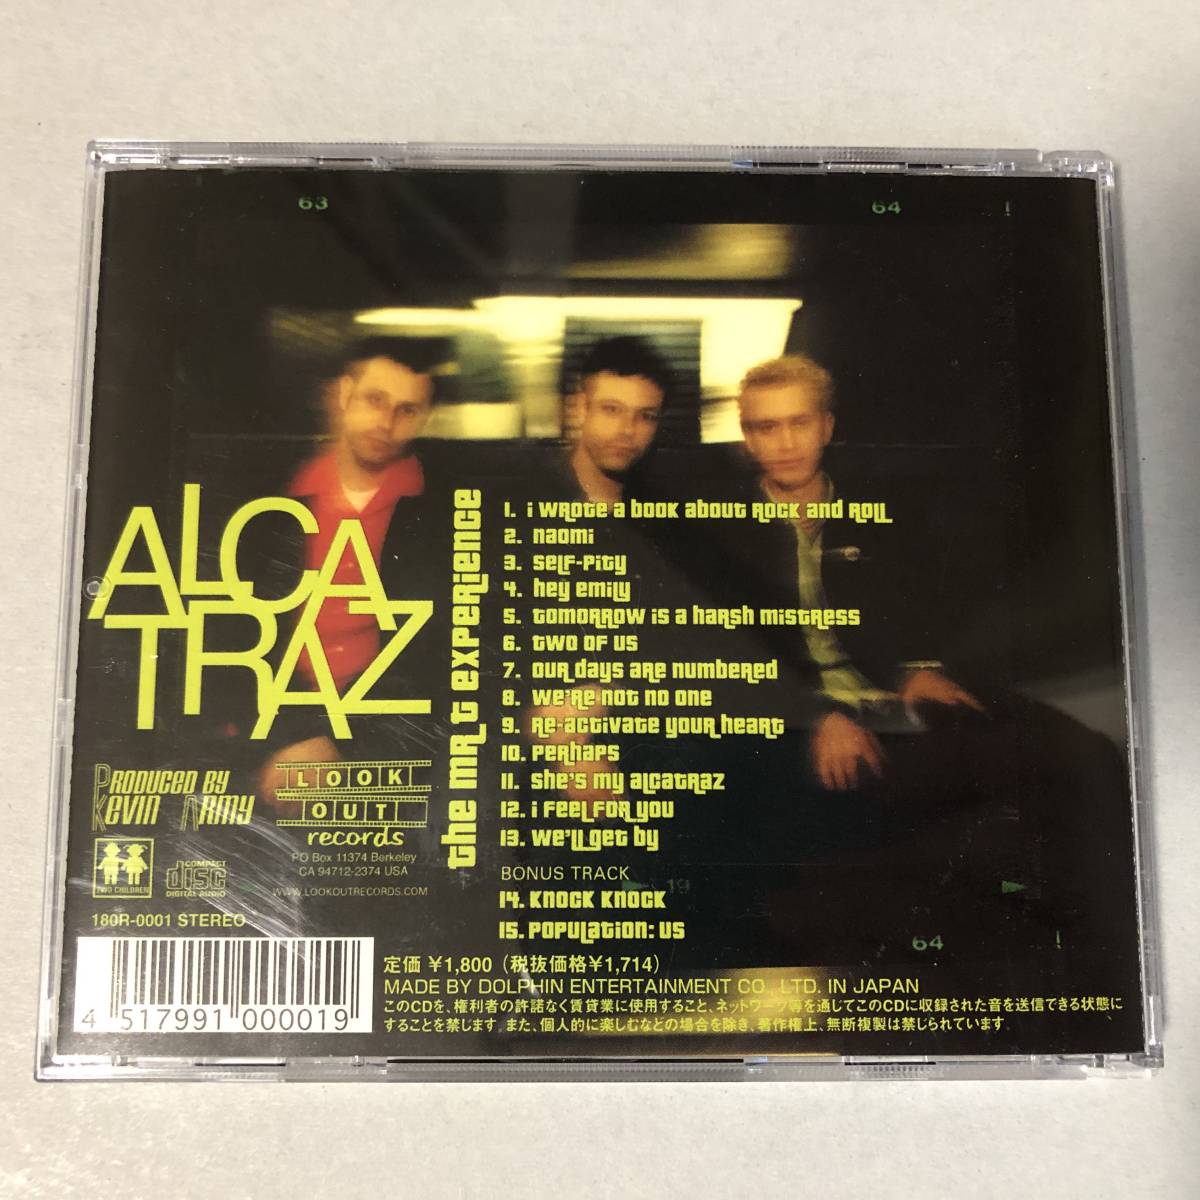 63
64
!
ALCA
TRAZ
the mr t experience
1. i wrote a book about rock and roll
2. naomi
3. self-pity
4. hey emily
5. tomorrow is a harsh mistress
6. two of us
7. our days are numbered
8. we're not no one
9. re-activate your heart
10. perhaps
11. she's my alcatraz
12. i feel for you
13. we'll get by
BONUS TRACK
14. knock knock
15. population: us
PRODUCED BY
KEVIN ARMY
LOOK
OUT
records
PO Box 11374 Berkeley
CA 94712-2374 USA
WWW.LOOKOUTRECORDS.COM
TWO CHILDREN
COMPACT
disc
DIGITAL AUDIO
180R-0001 STEREO
19
64
!
4 517991 000019
定価 ¥1,800（税抜価格¥1,714）
MADE BY DOLPHIN ENTERTAINMENT CO., LTD. IN JAPAN
このCDを、権利者の許諾なく賃貸業に使用すること、ネットワーク等を通じてこのCDに収録された音を送信できる状態に
することを禁じます。また、個人的に楽しむなどの場合を除き、著作権上、無断複製は禁じられています。